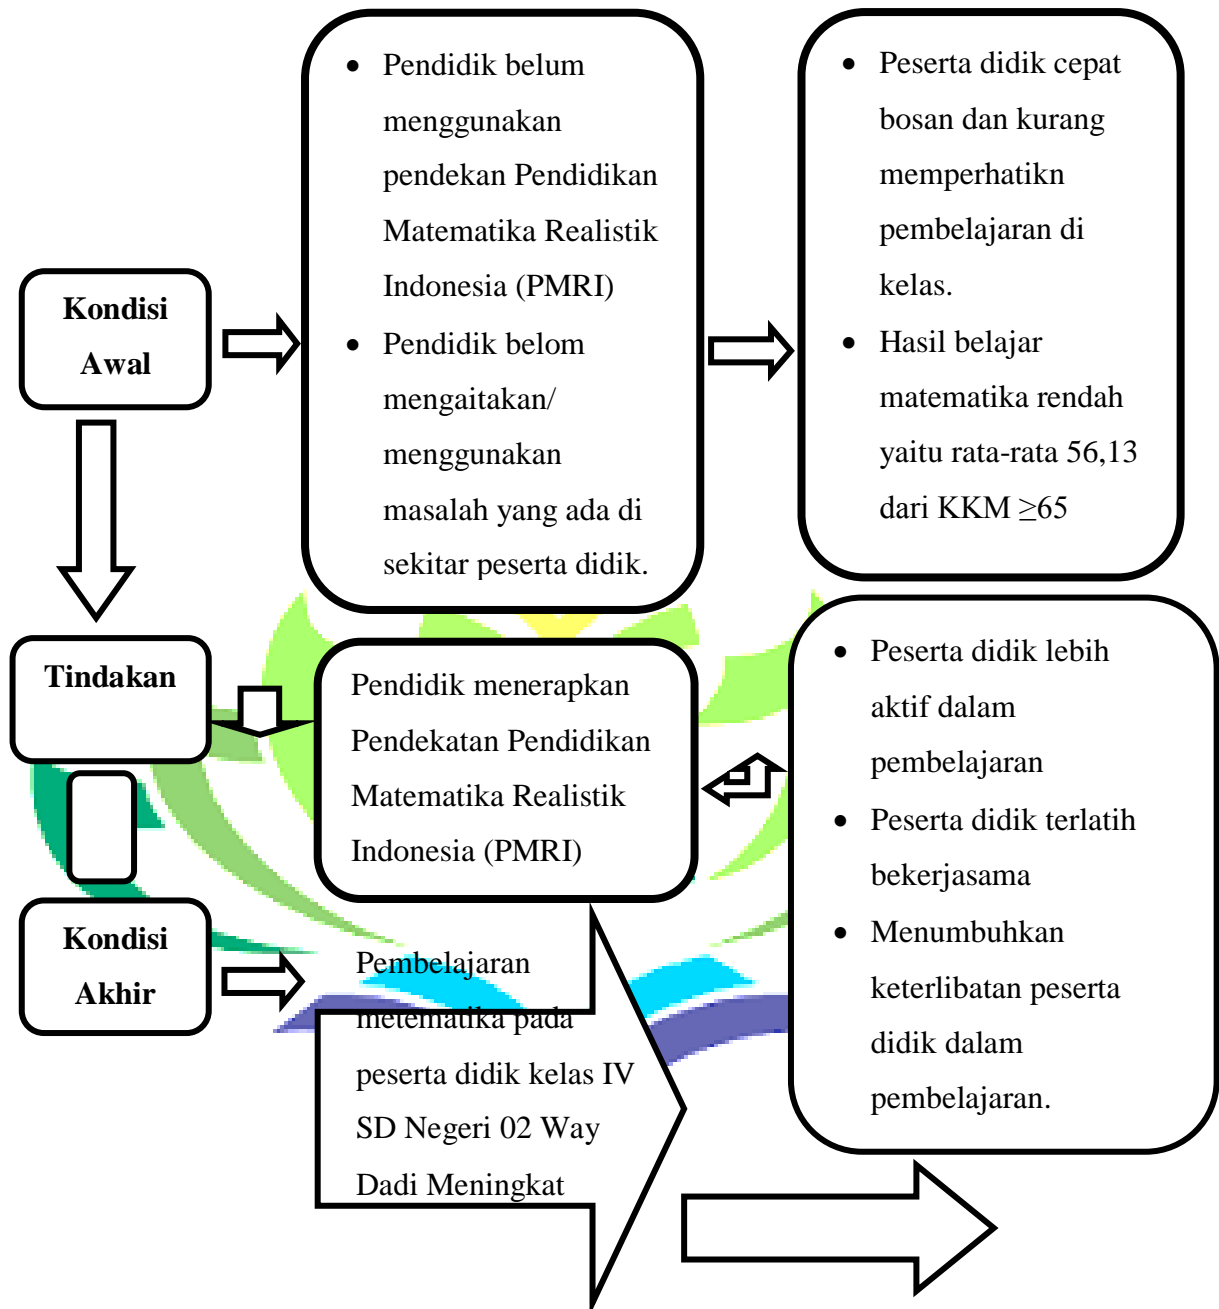 Kondisi
Awal
• Pendidik belum
menggunakan
pendekan Pendidikan
Matematika Realistik
Indonesia (PMRI)
• Pendidik belom
mengaitakan/
menggunakan
masalah yang ada di
sekitar peserta didik.
• Peserta didik cepat
bosan dan kurang
memperhatikn
pembelajaran di
kelas.
• Hasil belajar
matematika rendah
yaitu rata-rata 56,13
dari KKM ≥65
Tindakan
Pendidik menerapkan
Pendekatan Pendidikan
Matematika Realistik
Indonesia (PMRI)
• Peserta didik lebih
aktif dalam
pembelajaran
• Peserta didik terlatih
bekerjasama
• Menumbuhkan
keterlibatan peserta
didik dalam
pembelajaran.
Kondisi
Akhir
Pembelajaran
metematika pada
peserta didik kelas IV
SD Negeri 02 Way
Dadi Meningkat